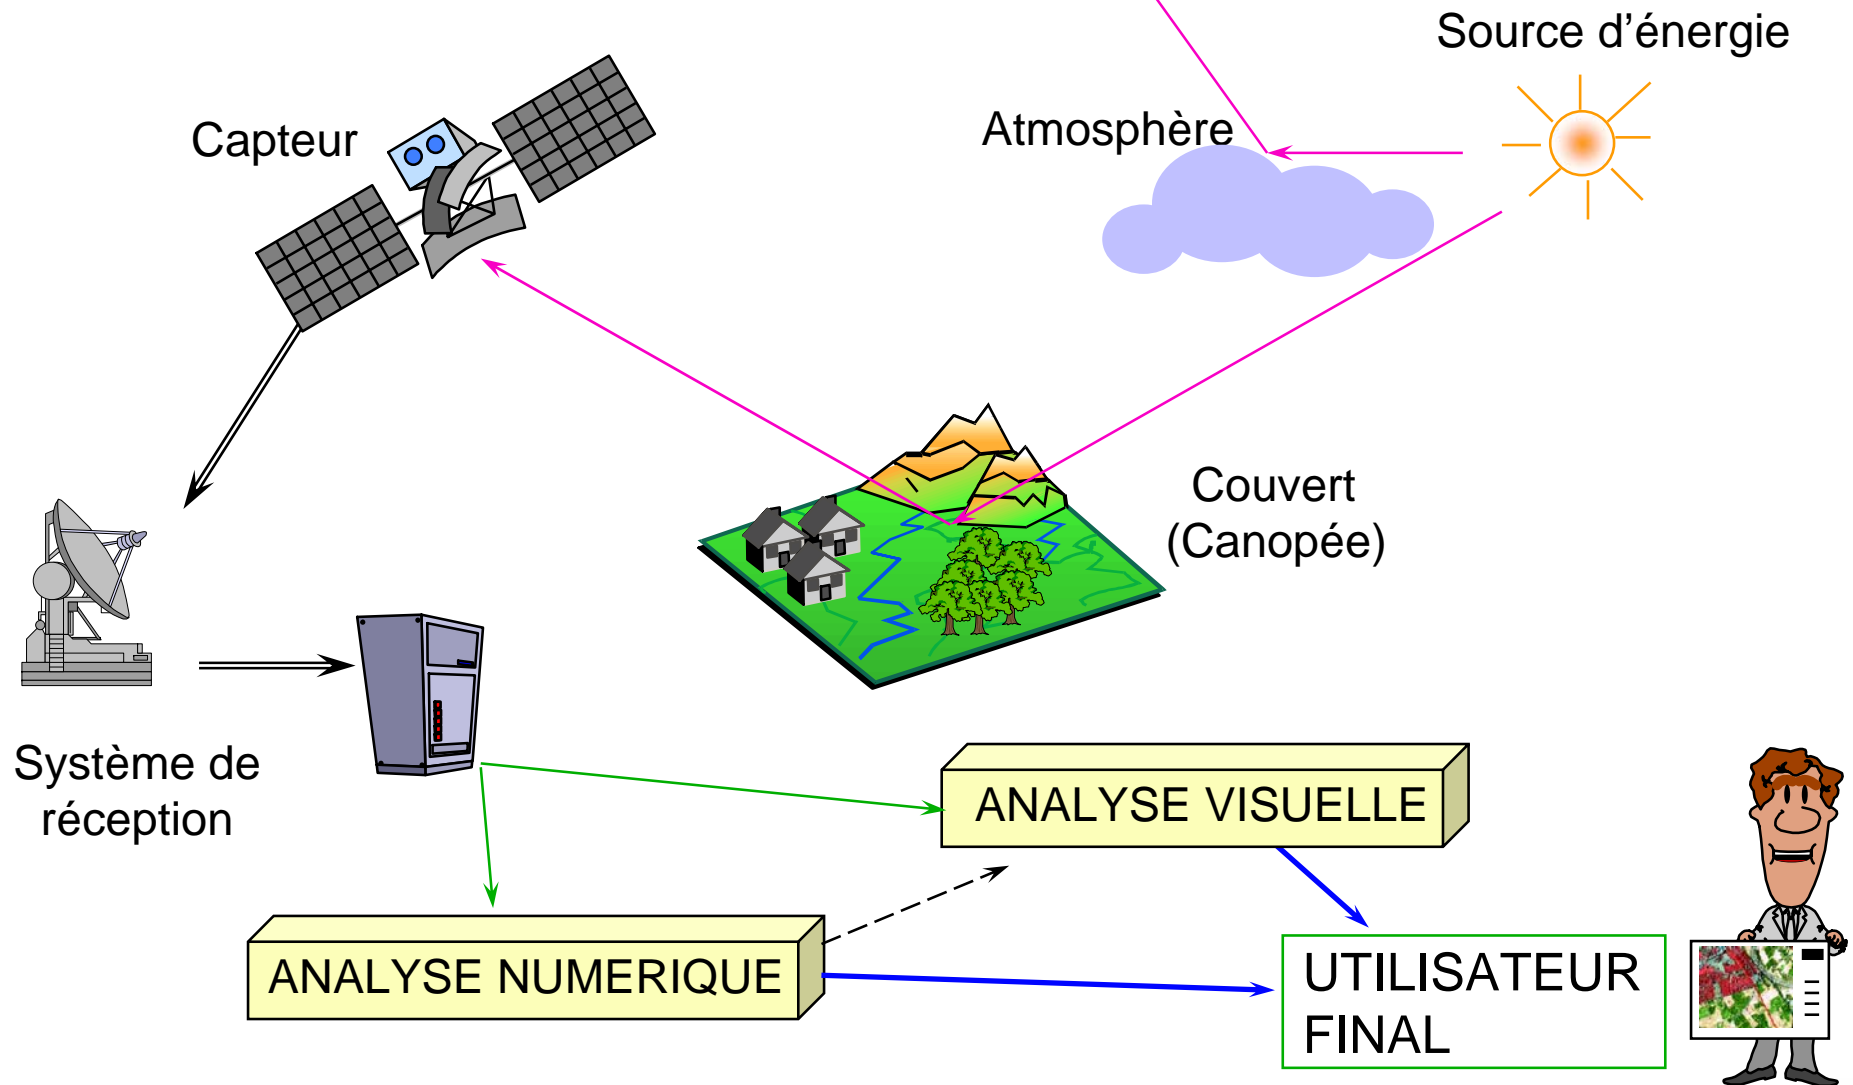 Source d’énergie
Capteur
Atmosphère
Couvert
(Canopée)
Système de
réception
ANALYSE VISUELLE
ANALYSE NUMERIQUE
UTILISATEUR
FINAL